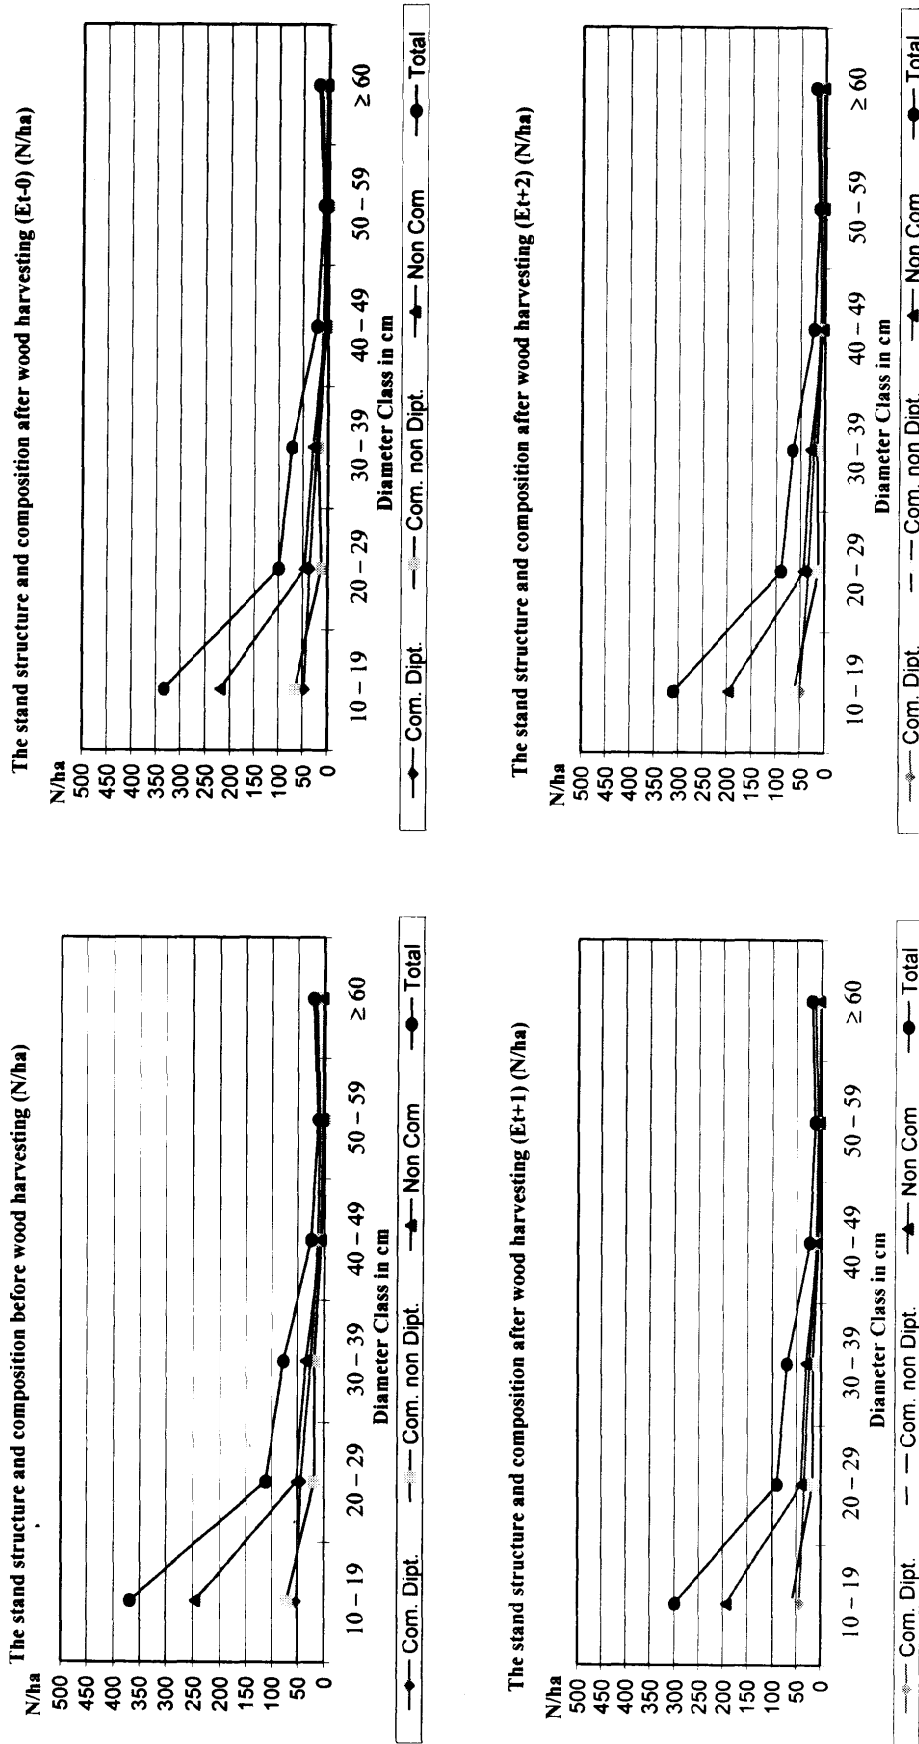 The stand structure and composition before wood harvesting (N/ha)
N/ha
500
450
400
350
300
250
200
150
100
50
0
10 – 19 20 – 29 30 – 39 40 – 49 50 – 59 ≥ 60
Diameter Class in cm
Com. Dipt. Com. non Dipt. Non Com Total
The stand structure and composition after wood harvesting (Et-0) (N/ha)
N/ha
500
450
400
350
300
250
200
150
100
50
0
10 – 19 20 – 29 30 – 39 40 – 49 50 – 59 ≥ 60
Diameter Class in cm
Com. Dipt. Com. non Dipt. Non Com Total
The stand structure and composition after wood harvesting (Et+1) (N/ha)
N/ha
500
450
400
350
300
250
200
150
100
50
0
10 – 19 20 – 29 30 – 39 40 – 49 50 – 59 ≥ 60
Diameter Class in cm
Com. Dipt. Com. non Dipt. Non Com Total
The stand structure and composition after wood harvesting (Et+2) (N/ha)
N/ha
500
450
400
350
300
250
200
150
100
50
0
10 – 19 20 – 29 30 – 39 40 – 49 50 – 59 ≥ 60
Diameter Class in cm
Com. Dipt. Com. non Dipt. Non Com Total